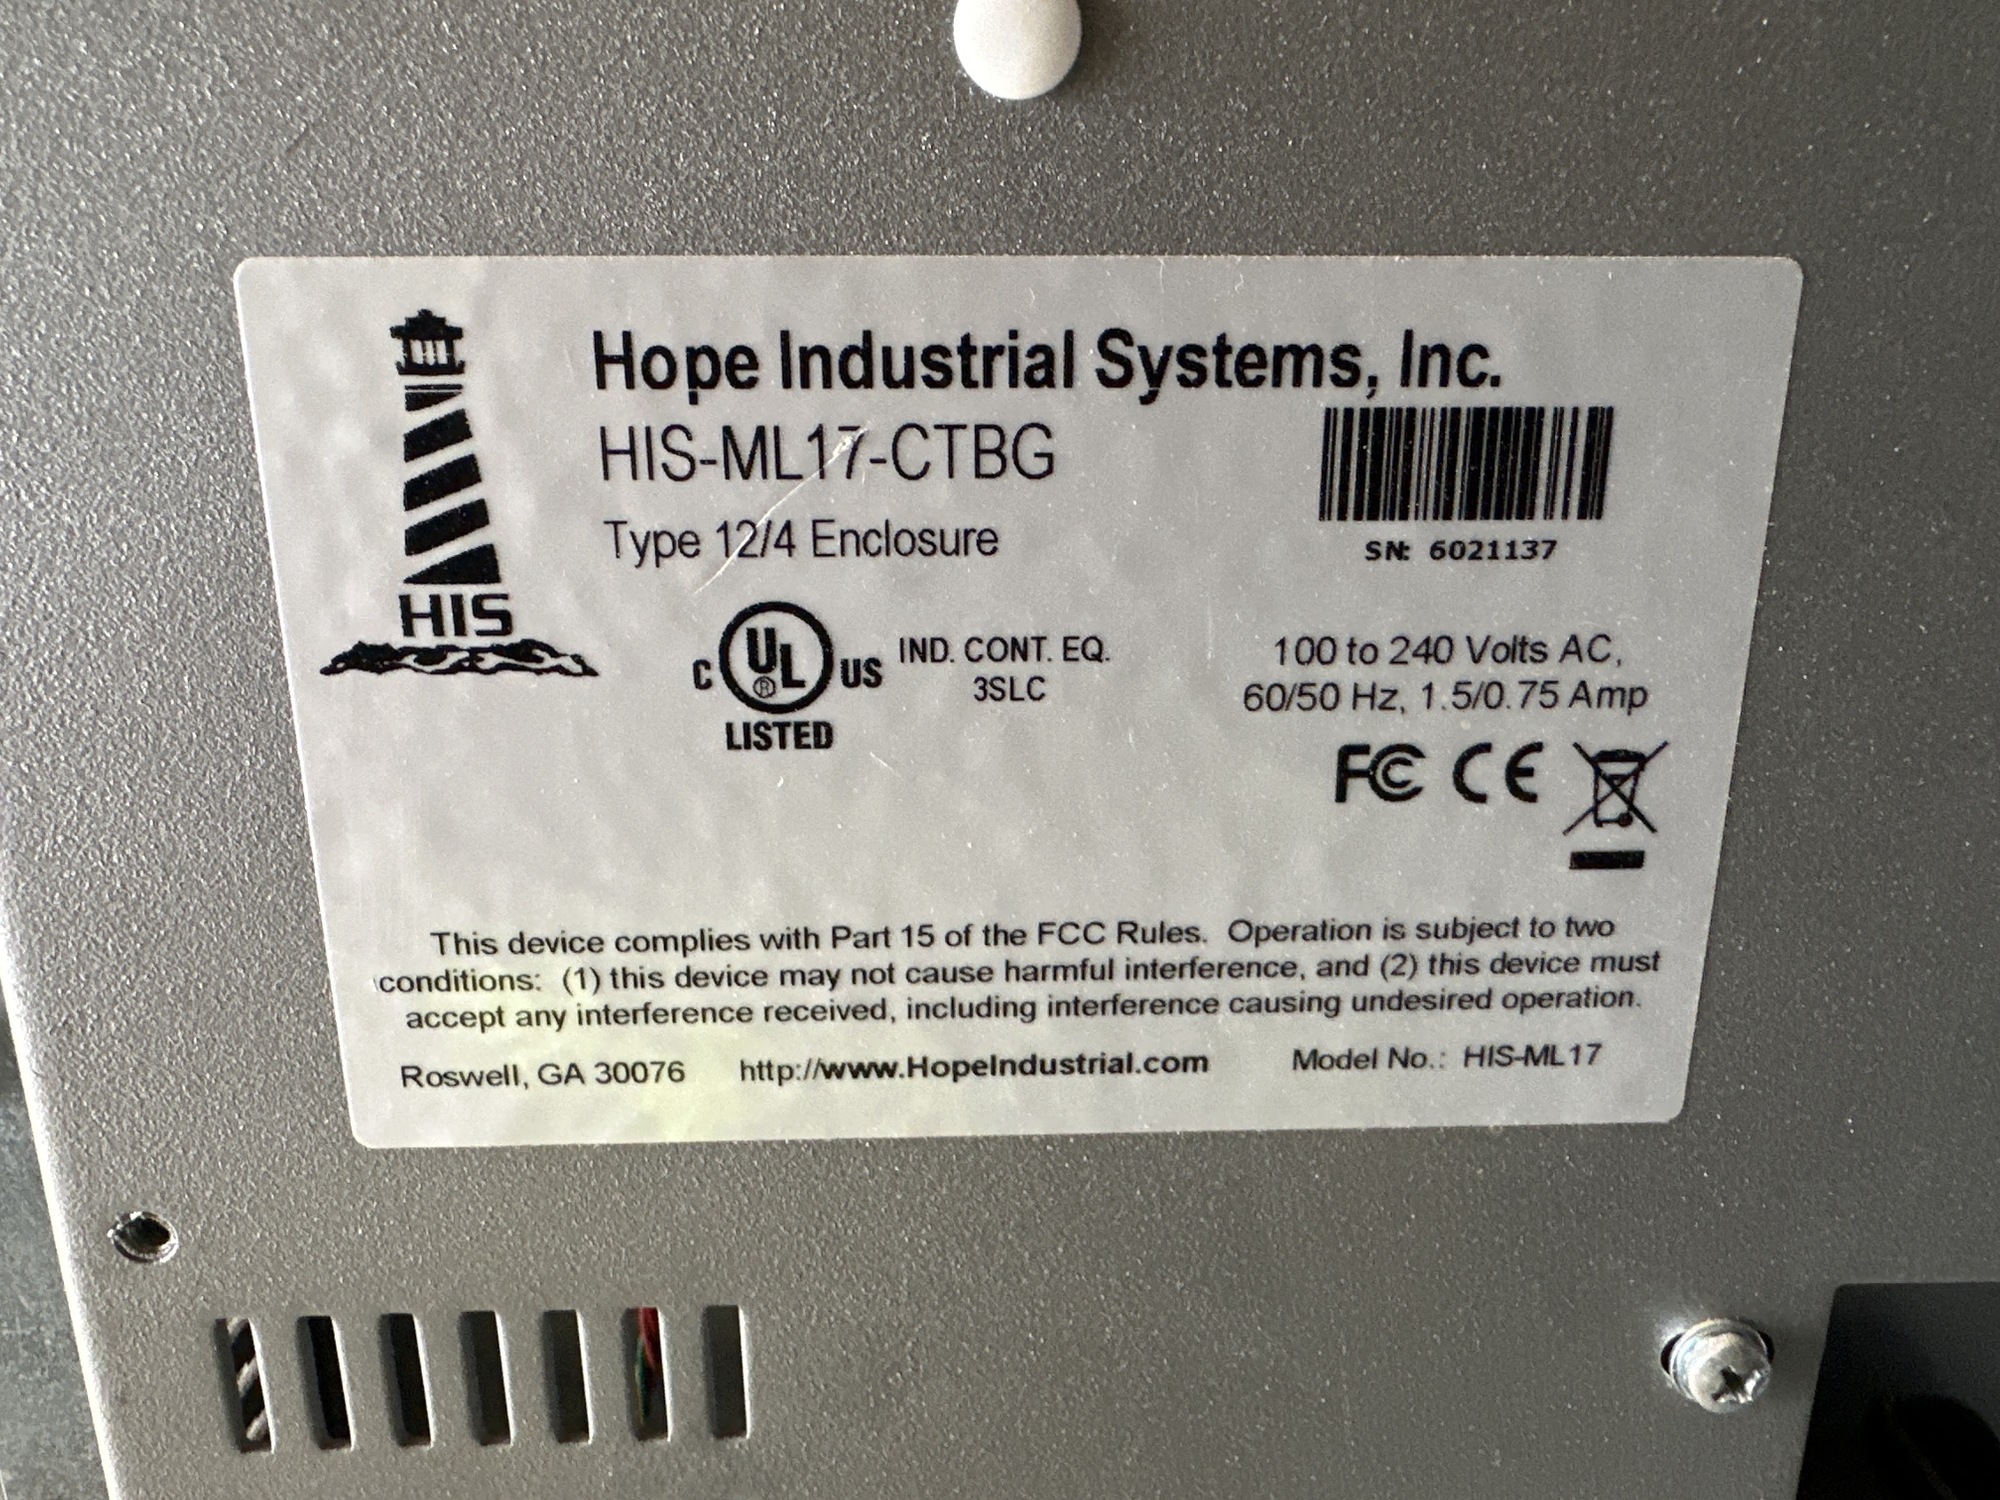 Hope Industrial Systems, Inc.
HIS-ML17-CTBG
Type 12/4 Enclosure
SN: 6021137
HIS
C UL® US
LISTED
IND. CONT. EQ.
3SLC
100 to 240 Volts AC,
60/50 Hz, 1.5/0.75 Amp
FC CE
This device complies with Part 15 of the FCC Rules. Operation is subject to two
conditions: (1) this device may not cause harmful interference, and (2) this device must
accept any interference received, including interference causing undesired operation.
Roswell, GA 30076 http://www.HopeIndustrial.com Model No.: HIS-ML17